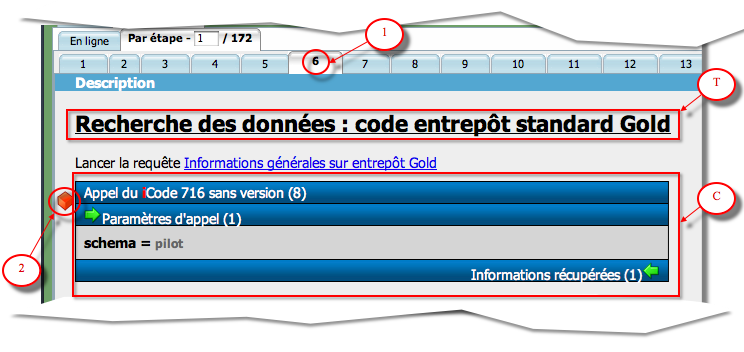 1
En ligne Par étape - 1 / 172
1 2 3 4 5 6 7 8 9 10 11 12 13
Description
T
Recherche des données : code entrepôt standard Gold
Lancer la requête Informations générales sur entrepôt Gold
Appel du iCode 716 sans version (8)
C
Paramètres d'appel (1)
schema = pilot
2
Informations récupérées (1)